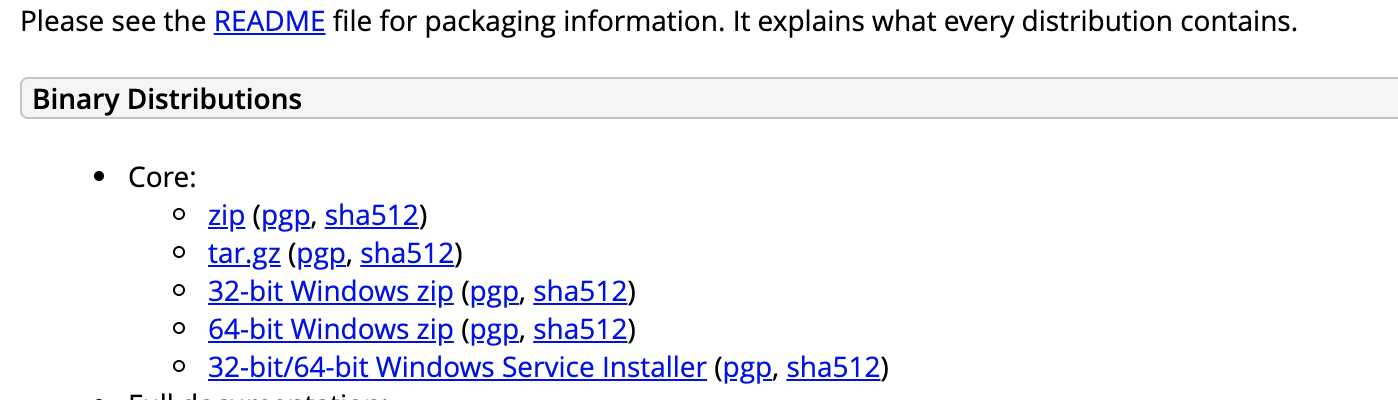 Please see the README file for packaging information. It explains what every distribution contains.
Binary Distributions
Core:
zip (pgp, sha512)
tar.gz (pgp, sha512)
32-bit Windows zip (pgp, sha512)
64-bit Windows zip (pgp, sha512)
32-bit/64-bit Windows Service Installer (pgp, sha512)
Full documentation: